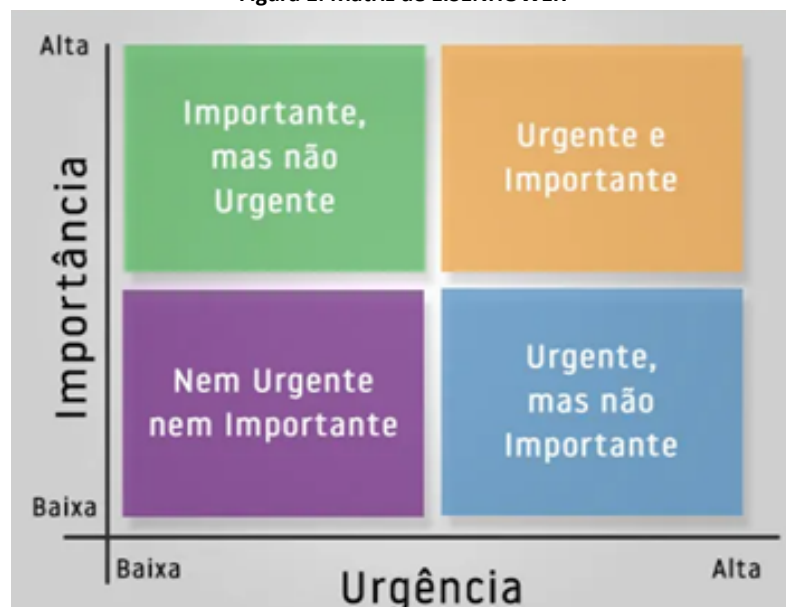 Alta
Importante,
mas não
Urgente
Urgente e
Importante
Importância
Nem Urgente
nem Importante
Urgente,
mas não
Importante
Baixa
Baixa
Urgência
Alta